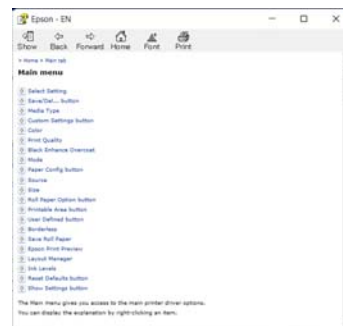 Epson - EN
Show Back Forward Home Font Print
> Home > Main tab
Main menu
Select Setting
Save/Del... button
Media Type
Custom Settings button
Color
Print Quality
Black Enhance Overcoat
Mode
Paper Config button
Source
Size
Roll Paper Option button
Printable Area button
User Defined button
Borderless
Save Roll Paper
Epson Print Preview
Layout Manager
Ink Levels
Reset Defaults button
Show Settings button
The Main menu gives you access to the main printer driver options.
You can display the explanation by right-clicking an item.